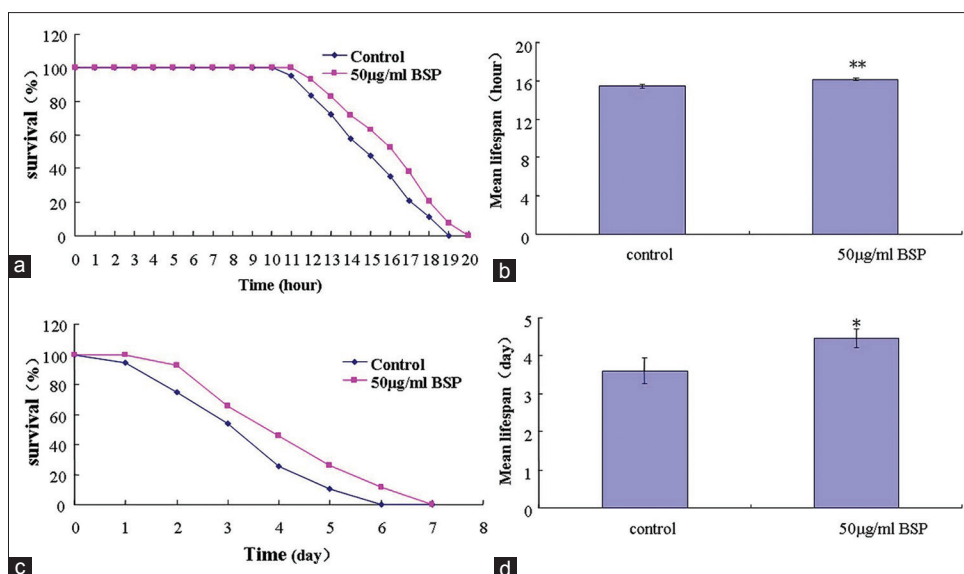 120
100
80
60
40
20
0
survival (%)
Control
50μg/ml BSP
0 1 2 3 4 5 6 7 8 9 10 11 12 13 14 15 16 17 18 19 20
Time (hour)
a
20
16
12
8
4
0
Mean lifespan (hour)
**
control
50μg/ml BSP
b
120
100
80
60
40
20
0
survival (%)
Control
50μg/ml BSP
0 1 2 3 4 5 6 7 8
Time (day)
c
5
4
3
2
1
0
Mean lifespan (day)
*
control
50μg/ml BSP
d